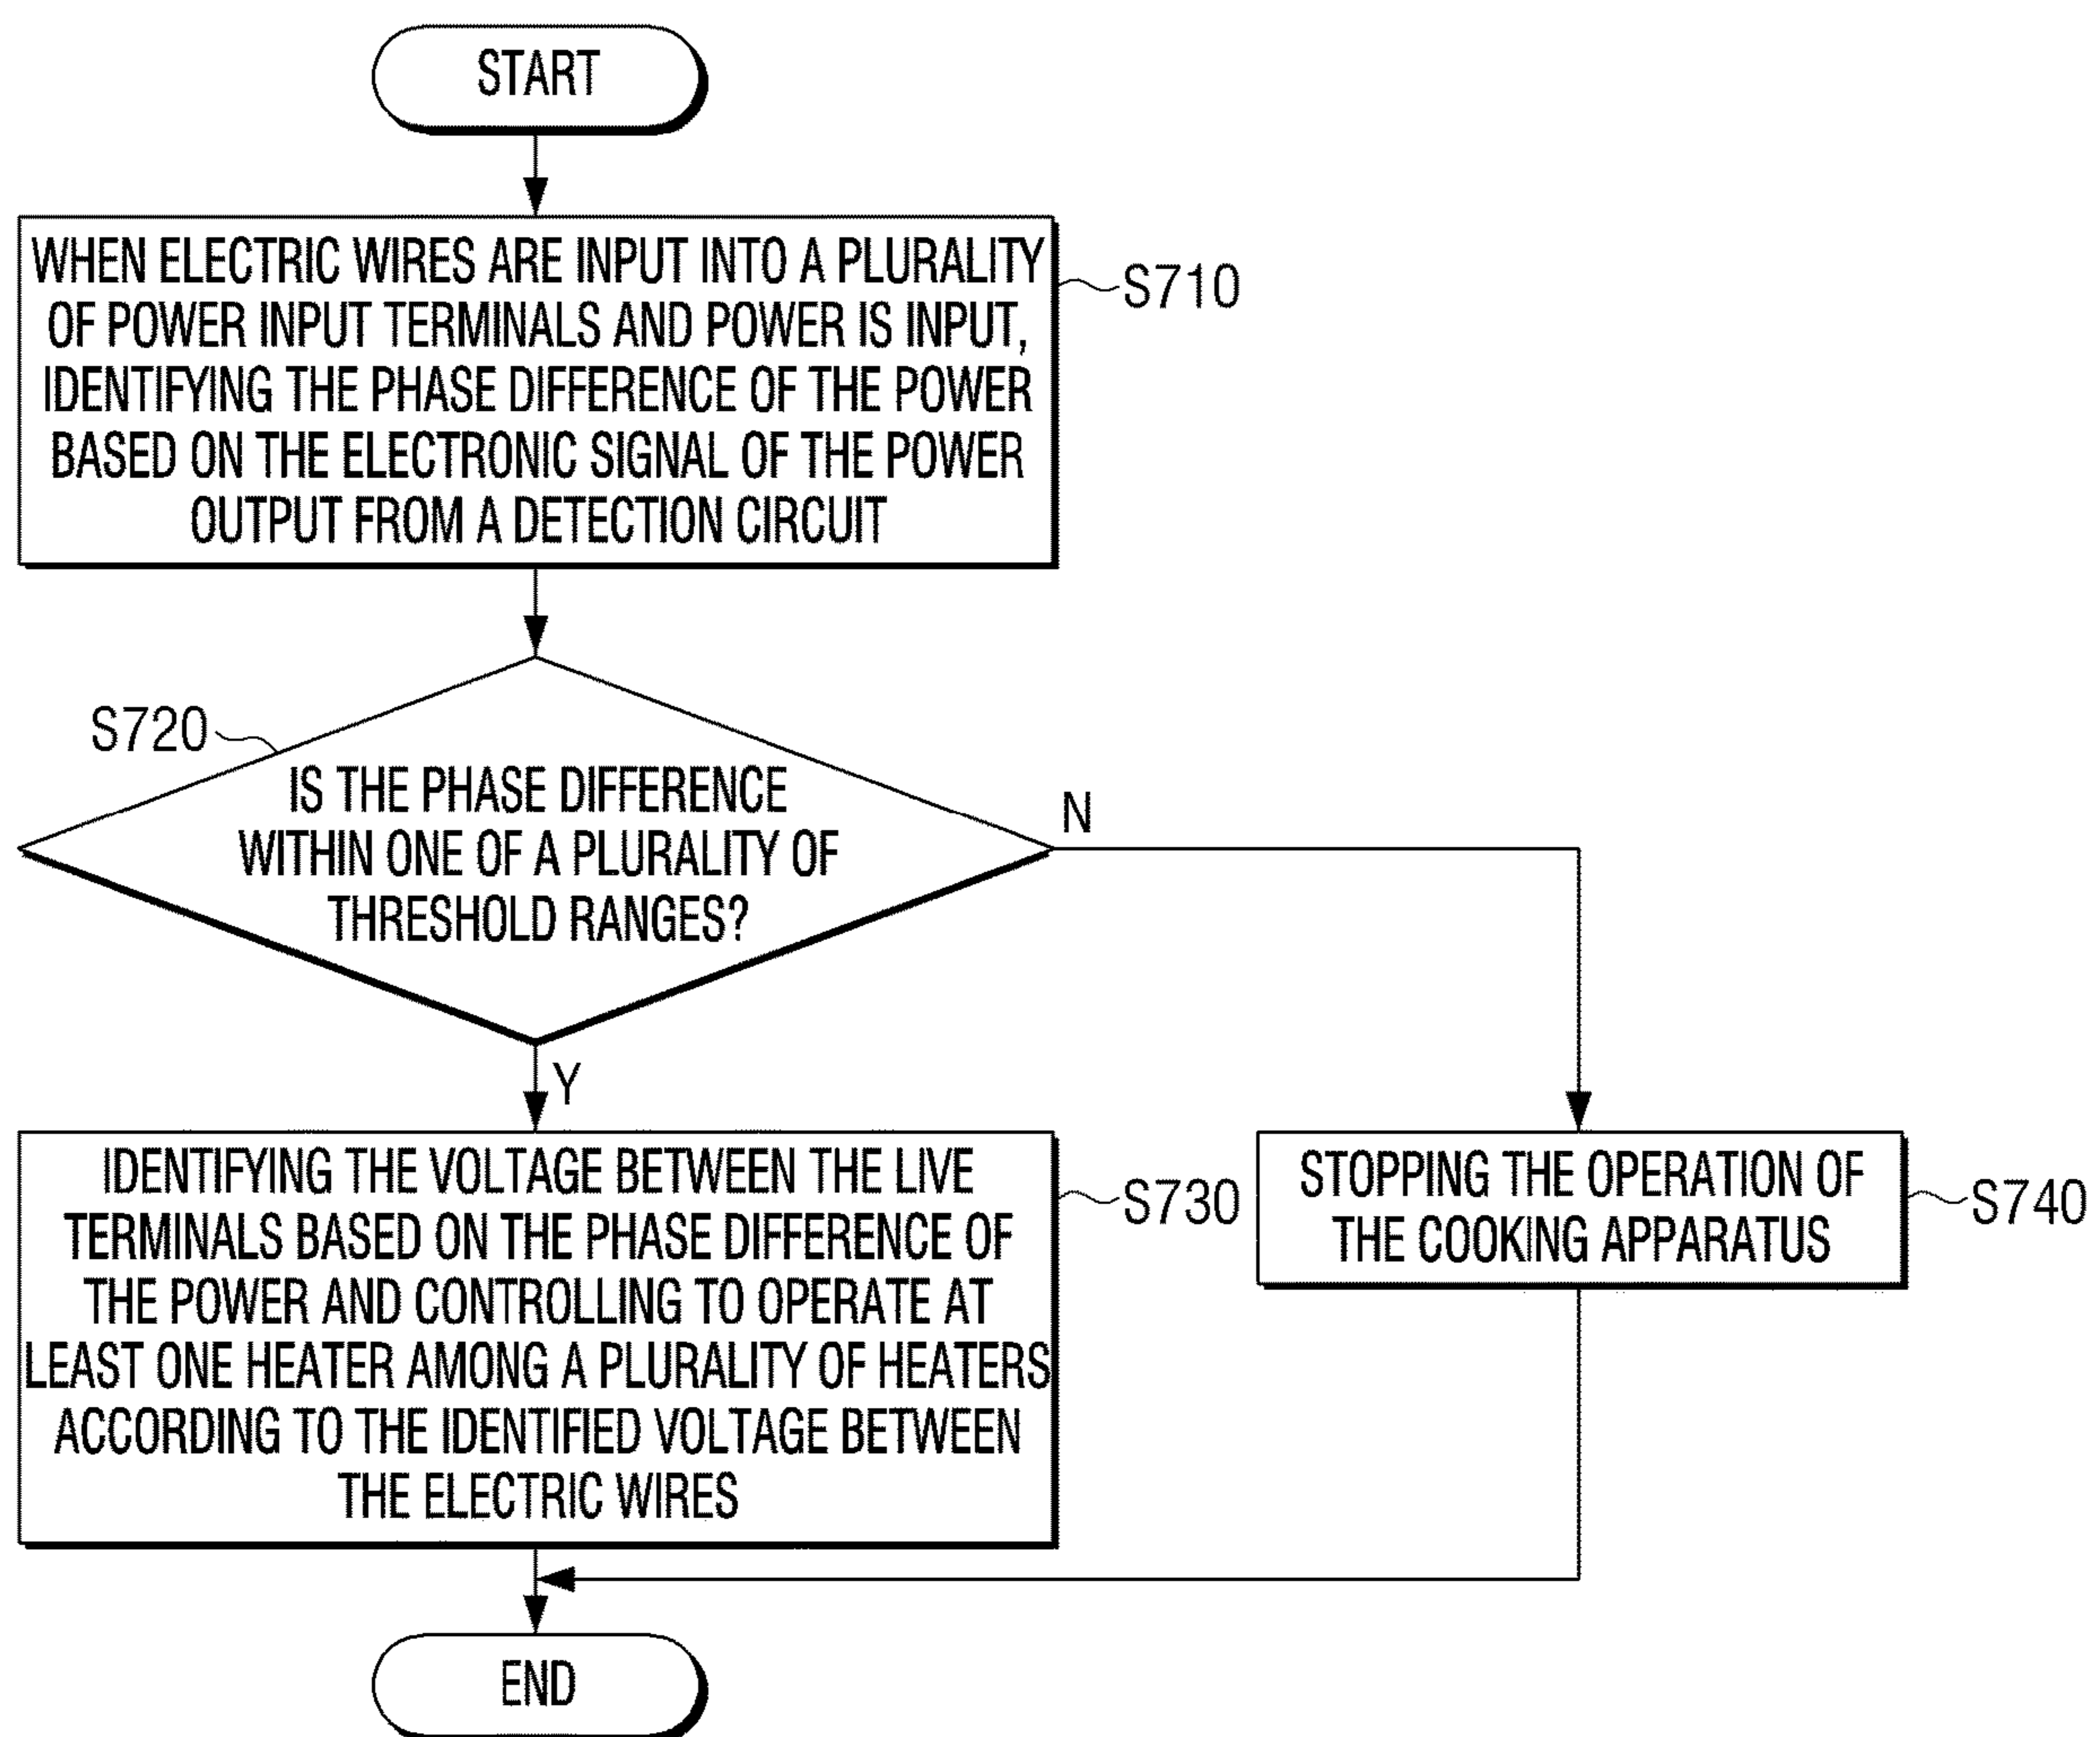 START
WHEN ELECTRIC WIRES ARE INPUT INTO A PLURALITY
OF POWER INPUT TERMINALS AND POWER IS INPUT,
IDENTIFYING THE PHASE DIFFERENCE OF THE POWER
BASED ON THE ELECTRONIC SIGNAL OF THE POWER
OUTPUT FROM A DETECTION CIRCUIT
S710
S720
IS THE PHASE DIFFERENCE
WITHIN ONE OF A PLURALITY OF
THRESHOLD RANGES?
N
Y
IDENTIFYING THE VOLTAGE BETWEEN THE LIVE
TERMINALS BASED ON THE PHASE DIFFERENCE OF
THE POWER AND CONTROLLING TO OPERATE AT
LEAST ONE HEATER AMONG A PLURALITY OF HEATERS
ACCORDING TO THE IDENTIFIED VOLTAGE BETWEEN
THE ELECTRIC WIRES
S730
STOPPING THE OPERATION OF
THE COOKING APPARATUS
S740
END